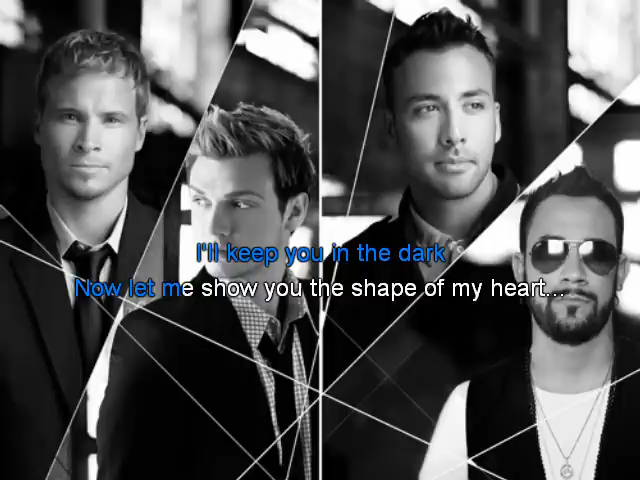 I'll keep you in the dark
Now let me show you the shape of my heart...